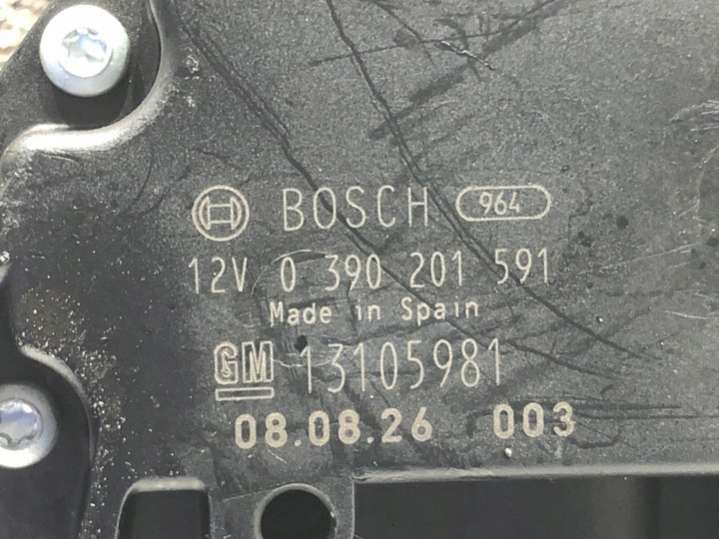 BOSCH 964
12V 0 390 201 591
Made in Spain
GM 13105981
08.08.26 003